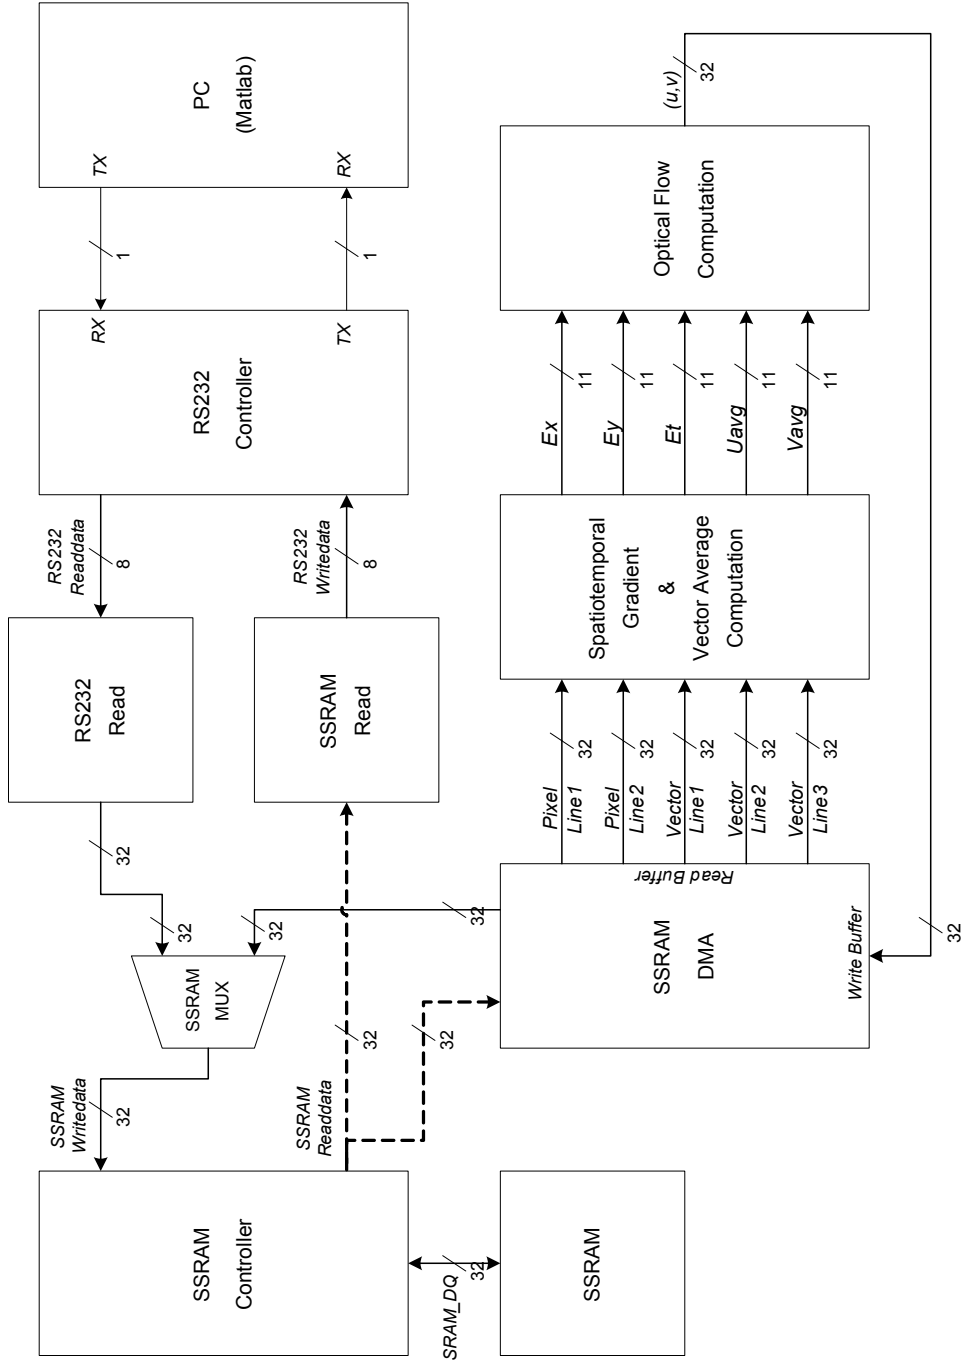 SSRAM
Controller
SSRAM
Writedata
32
SSRAM
MUX
32
32
32
RS232
Read
RS232
Readdata
8
RX
RS232
Controller
TX
1
TX
PC
(Matlab)
RX
1
SSRAM
Readdata
32
32
SSRAM
Read
RS232
Writedata
8
SRAM_DQ
32
SSRAM
32
SSRAM
DMA
Read Buffer
Write Buffer
Pixel
Line1
32
Pixel
Line2
32
Vector
Line1
32
Vector
Line2
32
Vector
Line3
32
Spatiotemporal
Gradient
&
Vector Average
Computation
Ex
11
Ey
11
Et
11
Uavg
11
Vavg
11
Optical Flow
Computation
(u,v)
32
32